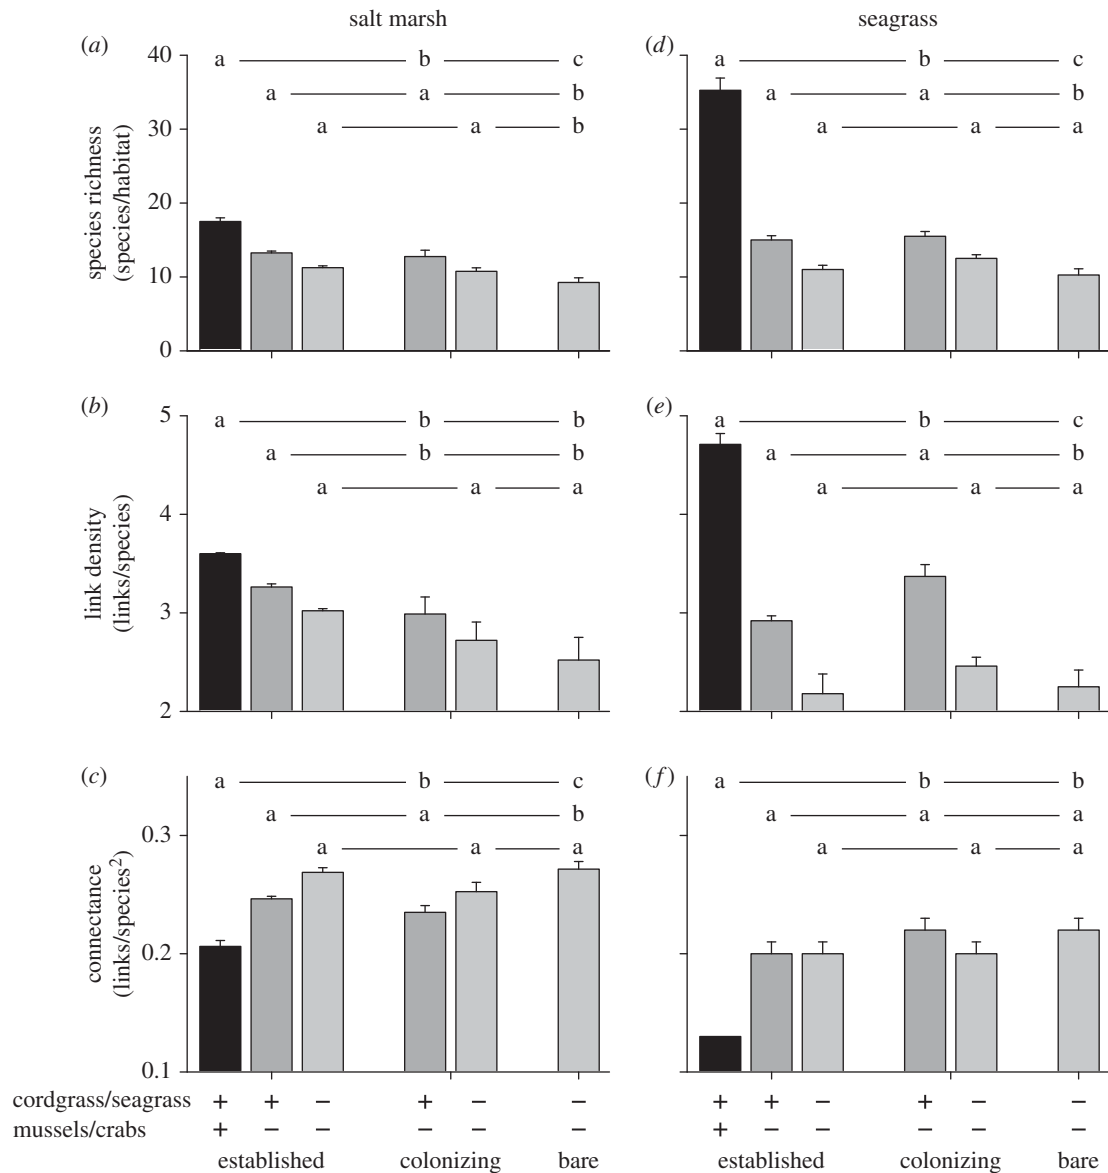 salt marsh
seagrass
(a)
(d)
40
30
20
10
0
species richness
(species/habitat)
a b c
a a b
a a b
a b c
a a b
a a a
(b)
(e)
5
3
2
link density
(links/species)
a b b
a b b
a a a
a b c
a a b
a a a
(c)
(f)
0.3
0.2
0.1
connectance
(links/species²)
a b c
a a b
a a a
a b b
a a a
a a a
cordgrass/seagrass + + – + – – + + – + – –
mussels/crabs + – – – – – + – – – – –
established colonizing bare established colonizing bare